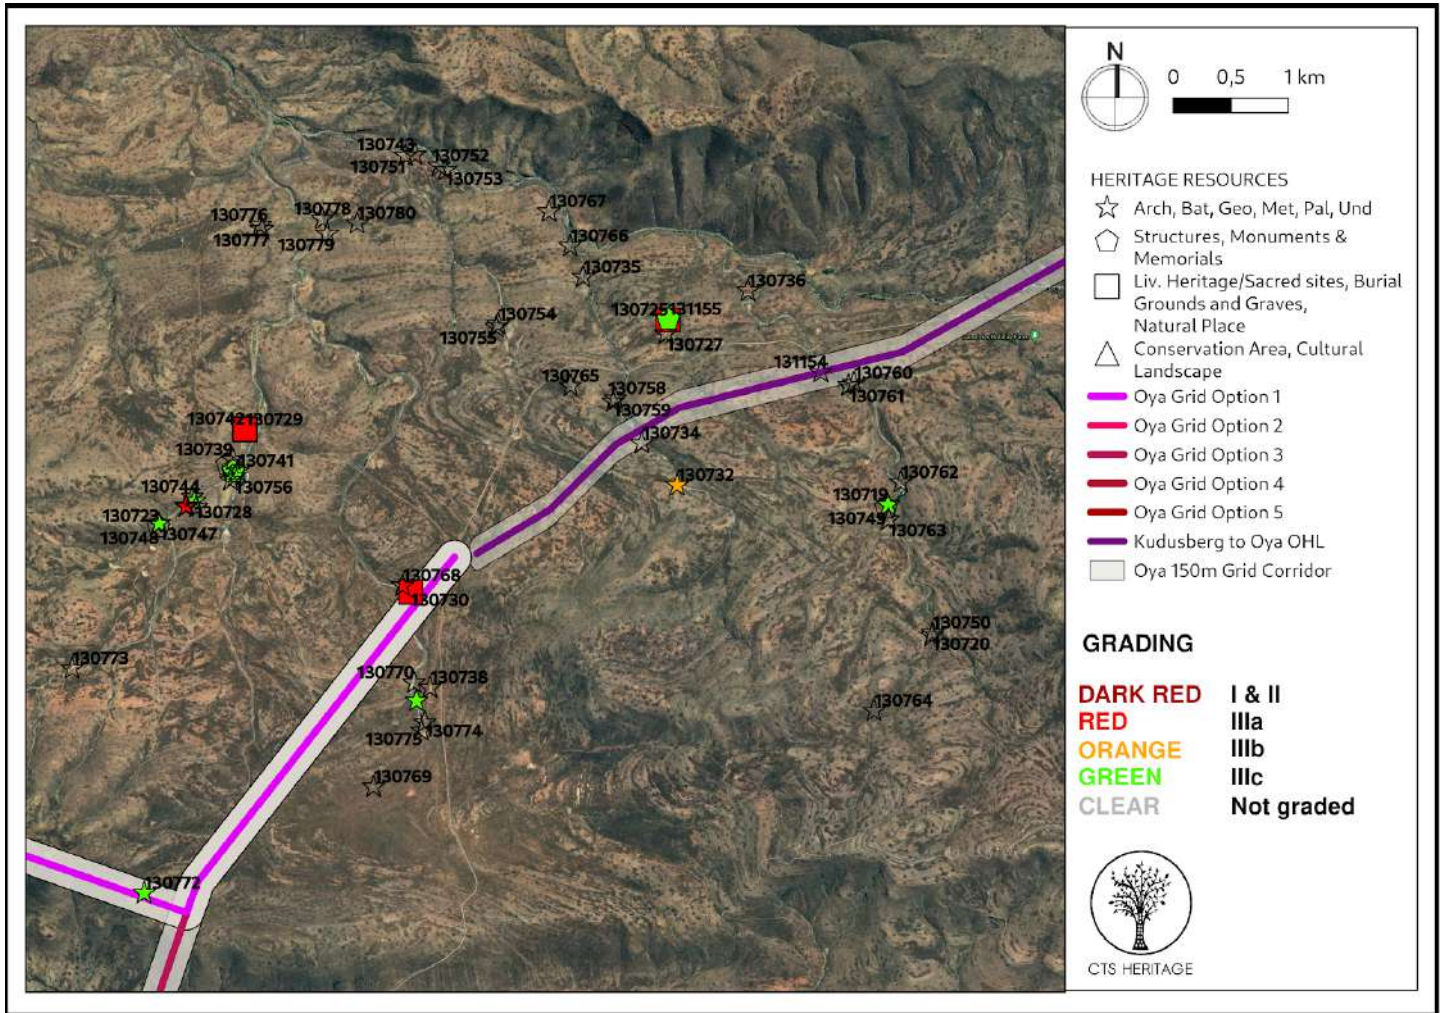 130743
130752
130751
130753
130767
130776
130778
130780
130777
130779
130766
130735
130736
130754
130725
131155
130755
130727
131154
130760
130765
130758
130761
130759
130742
130729
130734
130739
130741
130732
130762
130744
130756
130719
130723
130728
130749
130763
130748
130747
130768
130730
130750
130720
130773
130770
130738
130764
130775
130774
130769
130772
N
0 0,5 1 km
HERITAGE RESOURCES
Arch, Bat, Geo, Met, Pal, Und
Structures, Monuments &
Memorials
Liv. Heritage/Sacred sites, Burial
Grounds and Graves,
Natural Place
Conservation Area, Cultural
Landscape
Oya Grid Option 1
Oya Grid Option 2
Oya Grid Option 3
Oya Grid Option 4
Oya Grid Option 5
Kudusberg to Oya OHL
Oya 150m Grid Corridor
GRADING
DARK RED I & II
RED IIIa
ORANGE IIIb
GREEN IIIc
CLEAR Not graded
CTS HERITAGE